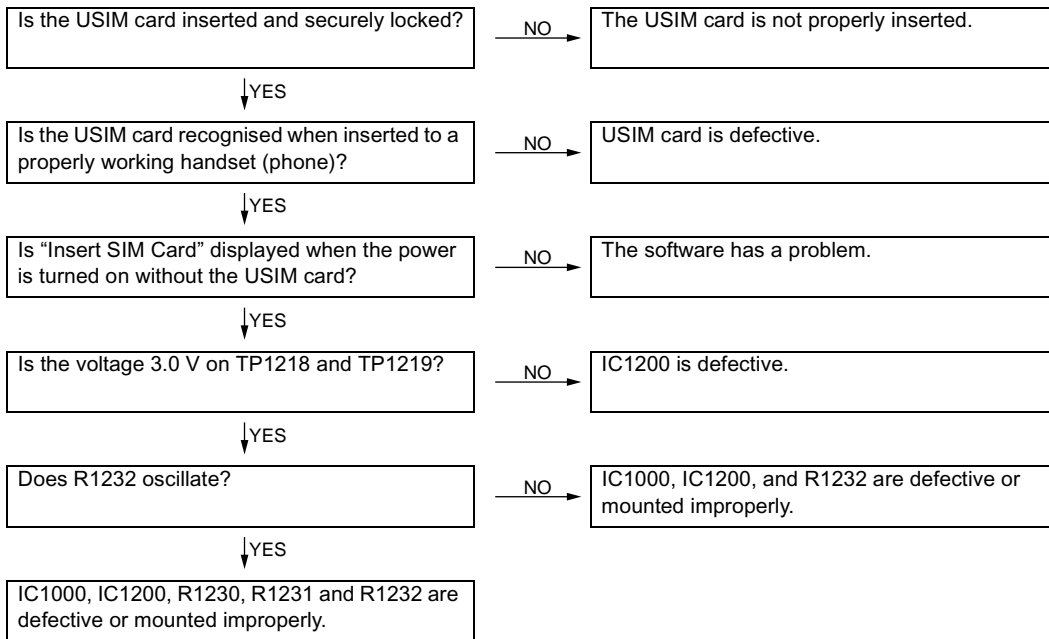 Is the USIM card inserted and securely locked?
NO
The USIM card is not properly inserted.
YES
Is the USIM card recognised when inserted to a
properly working handset (phone)?
NO
USIM card is defective.
YES
Is “Insert SIM Card” displayed when the power
is turned on without the USIM card?
NO
The software has a problem.
YES
Is the voltage 3.0 V on TP1218 and TP1219?
NO
IC1200 is defective.
YES
Does R1232 oscillate?
NO
IC1000, IC1200, and R1232 are defective or
mounted improperly.
YES
IC1000, IC1200, R1230, R1231 and R1232 are
defective or mounted improperly.